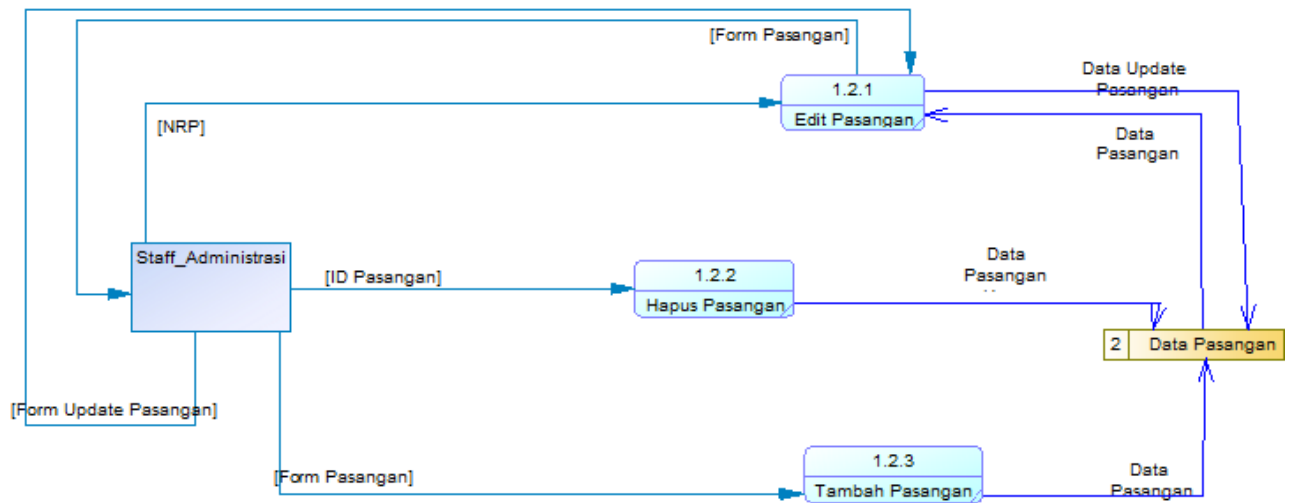 [Form Pasangan]
Data Update
Pasangan
1.2.1
Edit Pasangan
[NRP]
Data
Pasangan
Staff_Administrasi
[ID Pasangan]
1.2.2
Hapus Pasangan
Data
Pasangan
2 Data Pasangan
[Form Update Pasangan]
[Form Pasangan]
1.2.3
Tambah Pasangan
Data
Pasangan